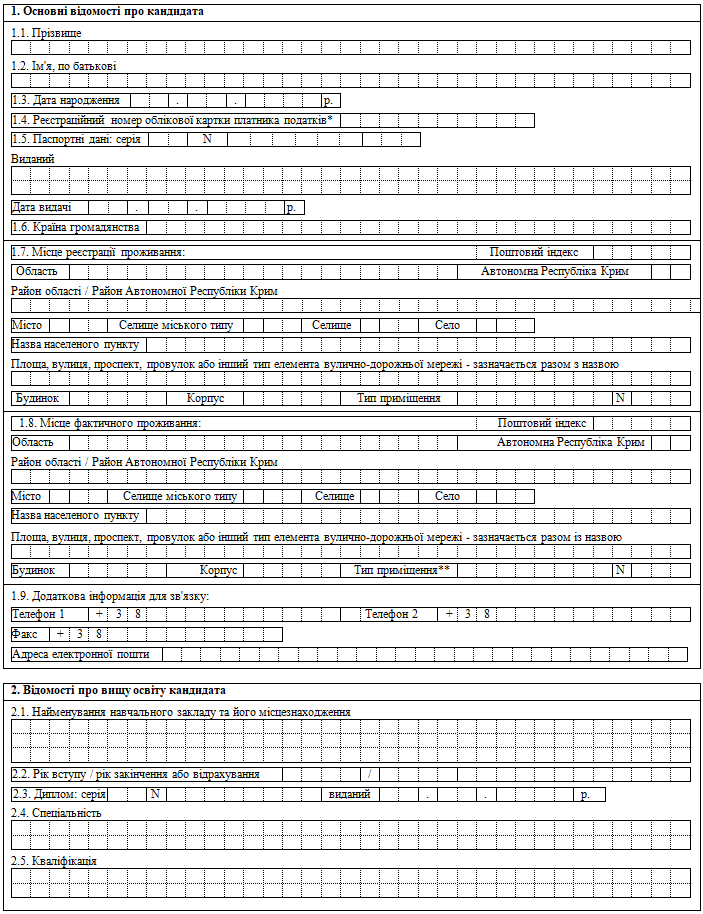 1. Основні відомості про кандидата
1.1. Прізвище
1.2. Ім'я, по батькові
1.3. Дата народження . . р.
1.4. Реєстраційний номер облікової картки платника податків*
1.5. Паспортні дані: серія N
Виданий
Дата видачі . . р.
1.6. Країна громадянства
1.7. Місце реєстрації проживання: Поштовий індекс
Область Автономна Республіка Крим
Район області / Район Автономної Республіки Крим
Місто Селище міського типу Селище Село
Назва населеного пункту
Площа, вулиця, проспект, провулок або інший тип елемента вулично-дорожньої мережі - зазначається разом з назвою
Будинок Корпус Тип приміщення N
1.8. Місце фактичного проживання: Поштовий індекс
Область Автономна Республіка Крим
Район області / Район Автономної Республіки Крим
Місто Селище міського типу Селище Село
Назва населеного пункту
Площа, вулиця, проспект, провулок або інший тип елемента вулично-дорожньої мережі - зазначається разом із назвою
Будинок Корпус Тип приміщення** N
1.9. Додаткова інформація для зв'язку:
Телефон 1 + 3 8 Телефон 2 + 3 8
Факс + 3 8
Адреса електронної пошти
2. Відомості про вищу освіту кандидата
2.1. Найменування навчального закладу та його місцезнаходження
2.2. Рік вступу / рік закінчення або відрахування /
2.3. Диплом: серія N виданий . . р.
2.4. Спеціальність
2.5. Кваліфікація